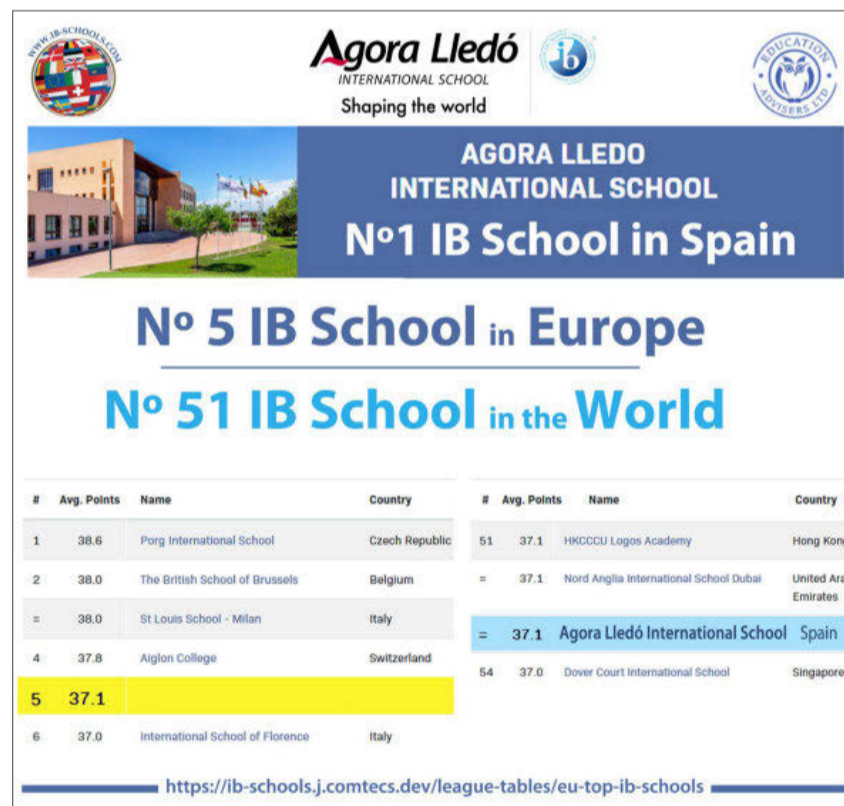 WWW.IB-SCHOOLS.COM
Agora Lledó
INTERNATIONAL SCHOOL
Shaping the world
ib
EDUCATION
ADVISERS LTD
AGORA LLEDO
INTERNATIONAL SCHOOL
Nº1 IB School in Spain
Nº 5 IB School in Europe
Nº 51 IB School in the World
# Avg. Points Name Country
1 38.6 Porg International School Czech Republic
2 38.0 The British School of Brussels Belgium
= 38.0 St Louis School - Milan Italy
4 37.8 Aiglon College Switzerland
5 37.1
6 37.0 International School of Florence Italy
# Avg. Points Name Country
51 37.1 HKCCCU Logos Academy Hong Kong
= 37.1 Nord Anglia International School Dubai United Ara
Emirates
= 37.1 Agora Lledó International School Spain
54 37.0 Dover Court International School Singapore
https://ib-schools.j.comtecs.dev/league-tables/eu-top-ib-schools